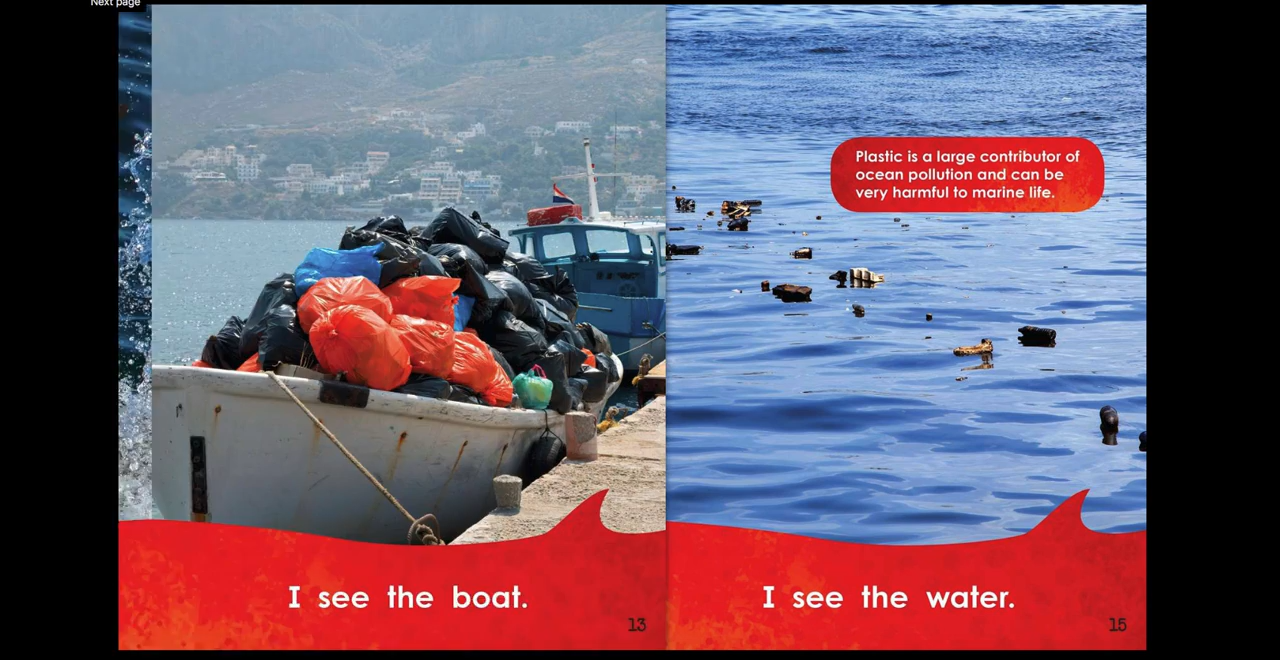 Next page
I see the boat.
13
Plastic is a large contributor of
ocean pollution and can be
very harmful to marine life.
I see the water.
15